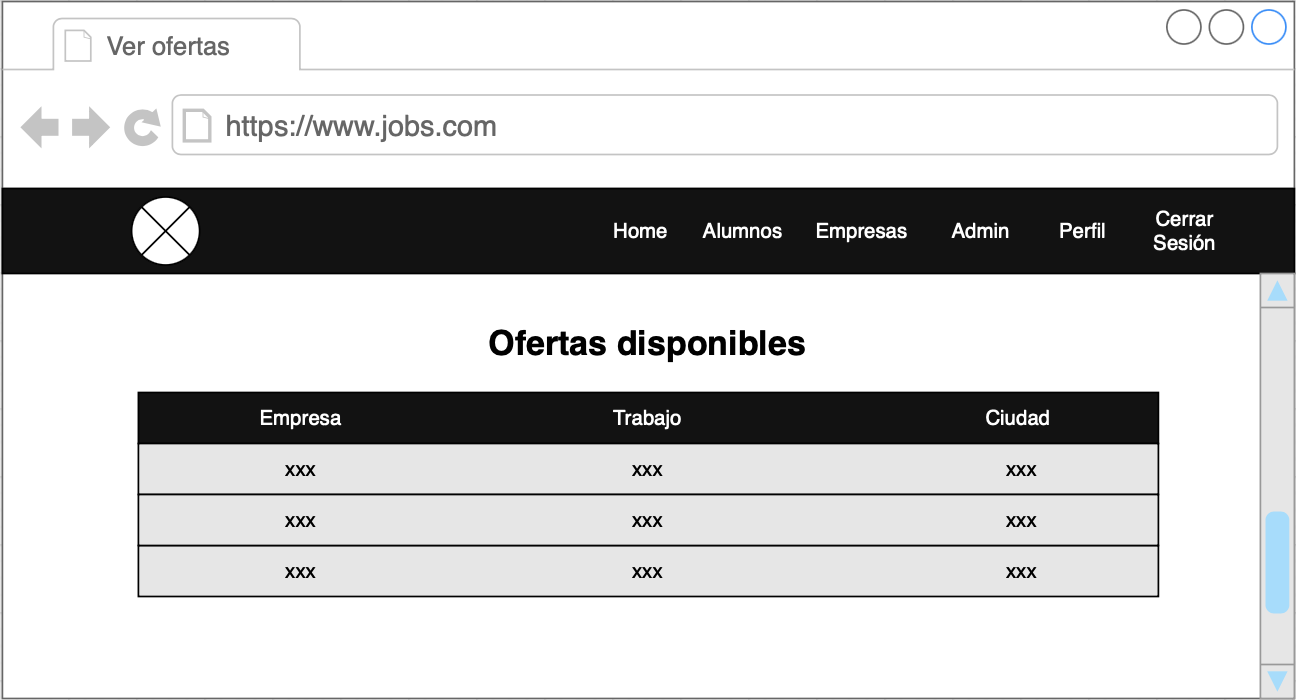 Ver ofertas
https://www.jobs.com
Home Alumnos Empresas Admin Perfil Cerrar
Sesión
Ofertas disponibles
Empresa Trabajo Ciudad
xxx xxx xxx
xxx xxx xxx
xxx xxx xxx